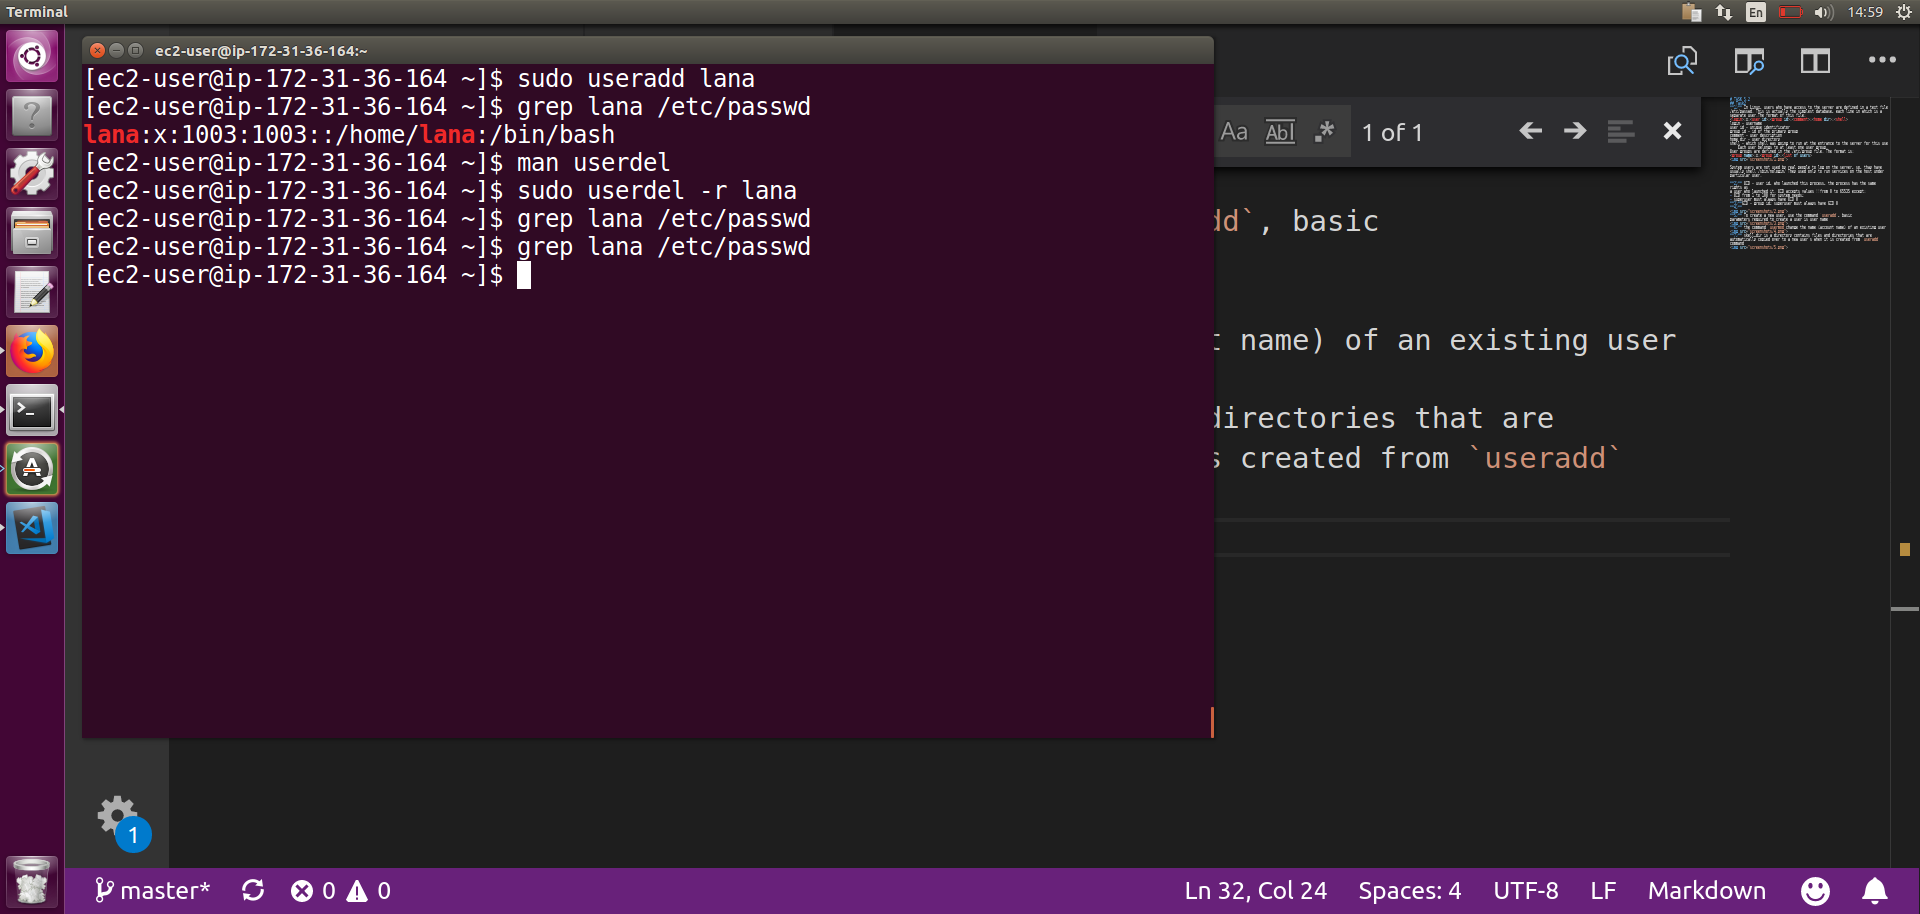 Terminal
En
14:59
ec2-user@ip-172-31-36-164:~
[ec2-user@ip-172-31-36-164 ~]$ sudo useradd lana
[ec2-user@ip-172-31-36-164 ~]$ grep lana /etc/passwd
lana:x:1003:1003::/home/lana:/bin/bash
[ec2-user@ip-172-31-36-164 ~]$ man userdel
[ec2-user@ip-172-31-36-164 ~]$ sudo userdel -r lana
[ec2-user@ip-172-31-36-164 ~]$ grep lana /etc/passwd
[ec2-user@ip-172-31-36-164 ~]$ grep lana /etc/passwd
[ec2-user@ip-172-31-36-164 ~]$
Aa Abl .* 1 of 1
dd`, basic
t name) of an existing user
directories that are
s created from `useradd`
1
master* 0 0 Ln 32, Col 24 Spaces: 4 UTF-8 LF Markdown